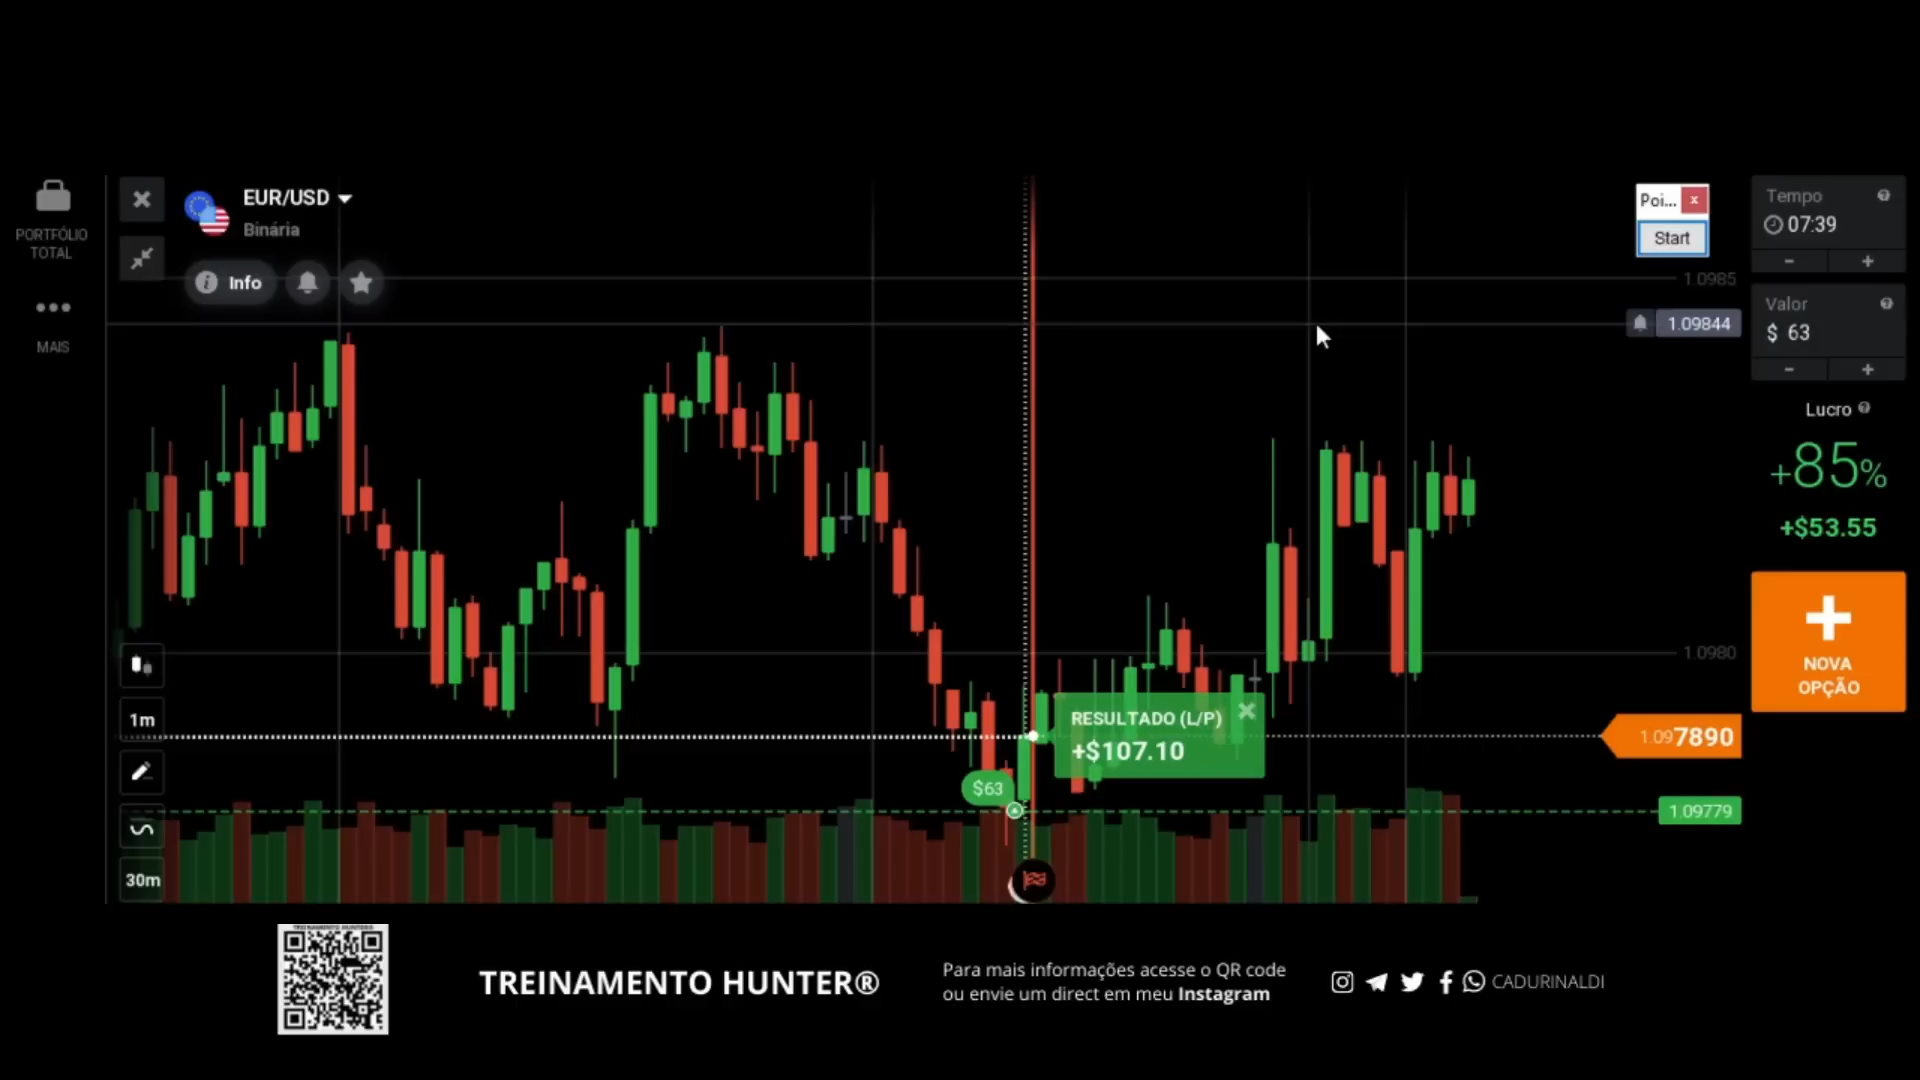 PORTFÓLIO
TOTAL
MAIS
EUR/USD
Binária
Info
Poi...
x
Start
Tempo
07:39
- +
1.0985
1.09844
Valor
$ 63
- +
Lucro
+85%
+$53.55
NOVA
OPÇÃO
1.0980
1.097890
1.09779
RESULTADO (L/P)
+$107.10
$63
1m
30m
TREINAMENTO HUNTER®
Para mais informações acesse o QR code
ou envie um direct em meu Instagram
CADURINALDI